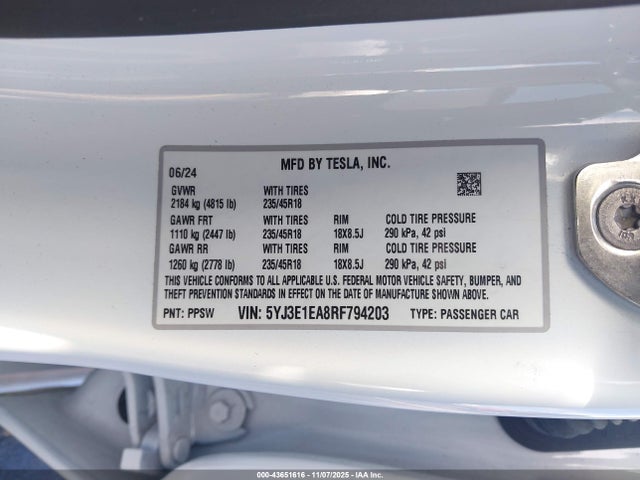 MFD BY TESLA, INC.
06/24
GVWR WITH TIRES
2184 kg (4815 lb) 235/45R18
GAWR FRT WITH TIRES RIM COLD TIRE PRESSURE
1110 kg (2447 lb) 235/45R18 18X8.5J 290 kPa, 42 psi
GAWR RR WITH TIRES RIM COLD TIRE PRESSURE
1260 kg (2778 lb) 235/45R18 18X8.5J 290 kPa, 42 psi
THIS VEHICLE CONFORMS TO ALL APPLICABLE U.S. FEDERAL MOTOR VEHICLE SAFETY, BUMPER, AND
THEFT PREVENTION STANDARDS IN EFFECT ON THE DATE OF MANUFACTURE SHOWN ABOVE.
PNT: PPSW VIN: 5YJ3E1EA8RF794203 TYPE: PASSENGER CAR
000-43651616 - 11/07/2025 - IAA Inc.